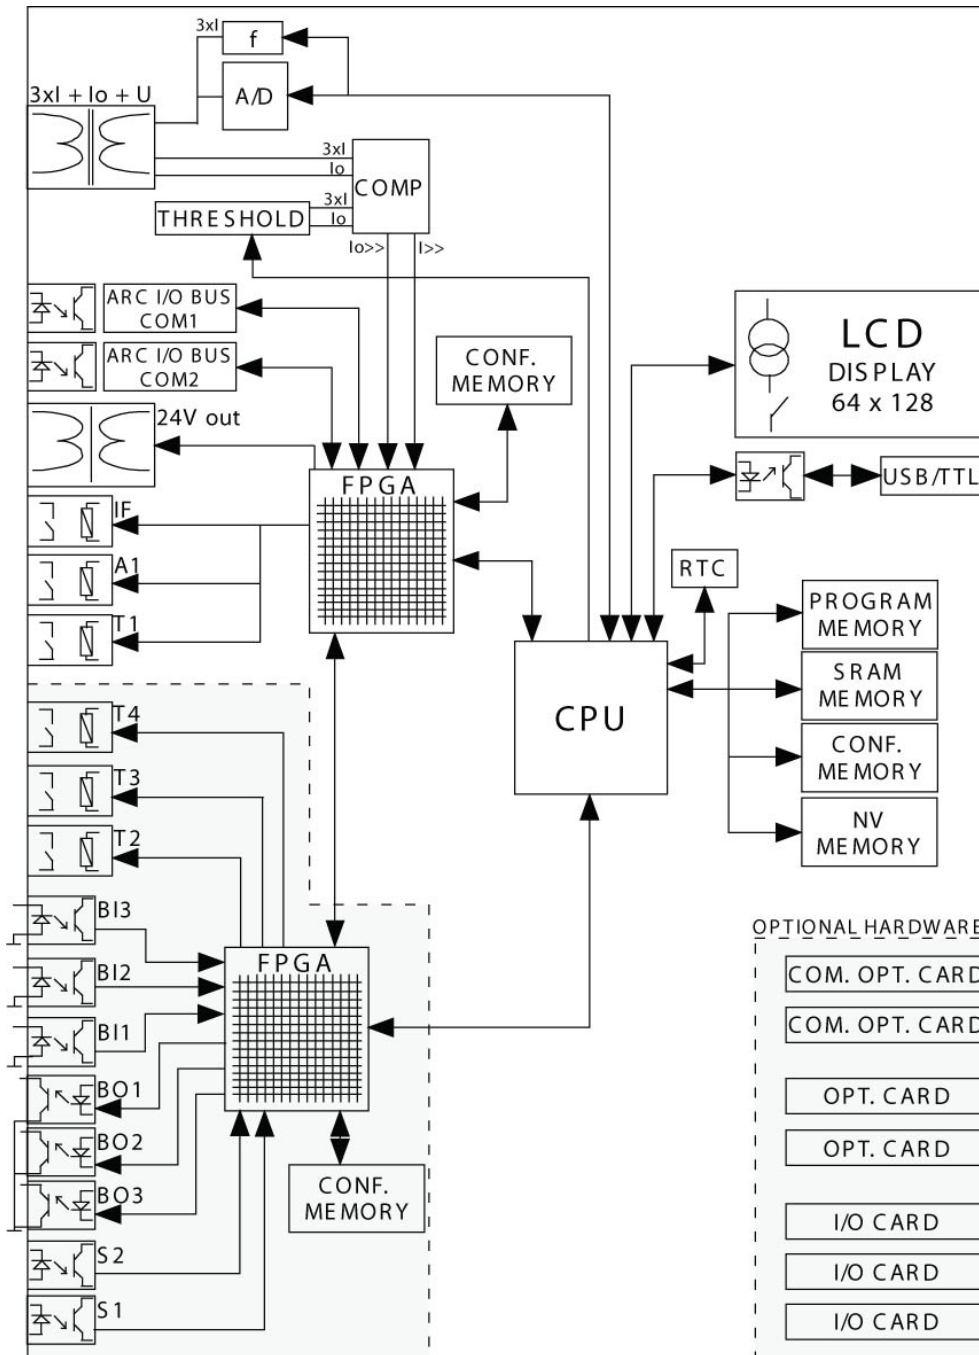 3xI
f
A/D
3xI + Io + U
3xI
Io
COMP
3xI
Io
THRESHOLD
Io>>
I>>
ARC I/O BUS
COM1
ARC I/O BUS
COM2
24V out
CONF.
MEMORY
LCD
DISPLAY
64 x 128
USB/TTL
FPGA
IF
A1
T1
RTC
PROGRAM
MEMORY
SRAM
MEMORY
CONF.
MEMORY
NV
MEMORY
CPU
T4
T3
T2
BI3
BI2
BI1
BO1
BO2
BO3
S2
S1
FPGA
CONF.
MEMORY
OPTIONAL HARDWARE
COM. OPT. CARD
COM. OPT. CARD
OPT. CARD
OPT. CARD
I/O CARD
I/O CARD
I/O CARD